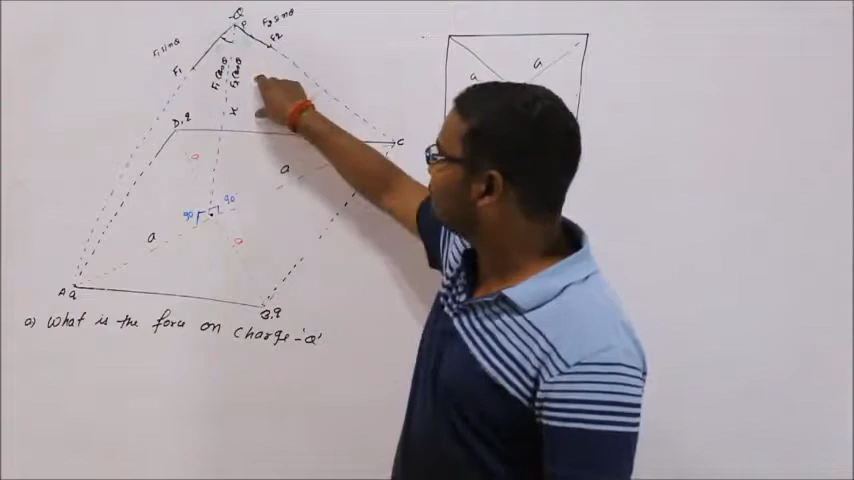 -Q
P
F1 sinθ
F2 sinθ
F1
F2
F1 cosθ
F2 cosθ
x
D,q
C
a
a
90
90
a
a
A q
B,q
a) What is the force on charge -Q'
a
a